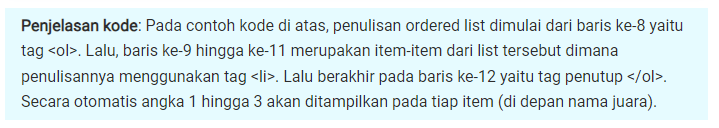 Penjelasan kode: Pada contoh kode di atas, penulisan ordered list dimulai dari baris ke-8 yaitu
tag <ol>. Lalu, baris ke-9 hingga ke-11 merupakan item-item dari list tersebut dimana
penulisannya menggunakan tag <li>. Lalu berakhir pada baris ke-12 yaitu tag penutup </ol>.
Secara otomatis angka 1 hingga 3 akan ditampilkan pada tiap item (di depan nama juara).